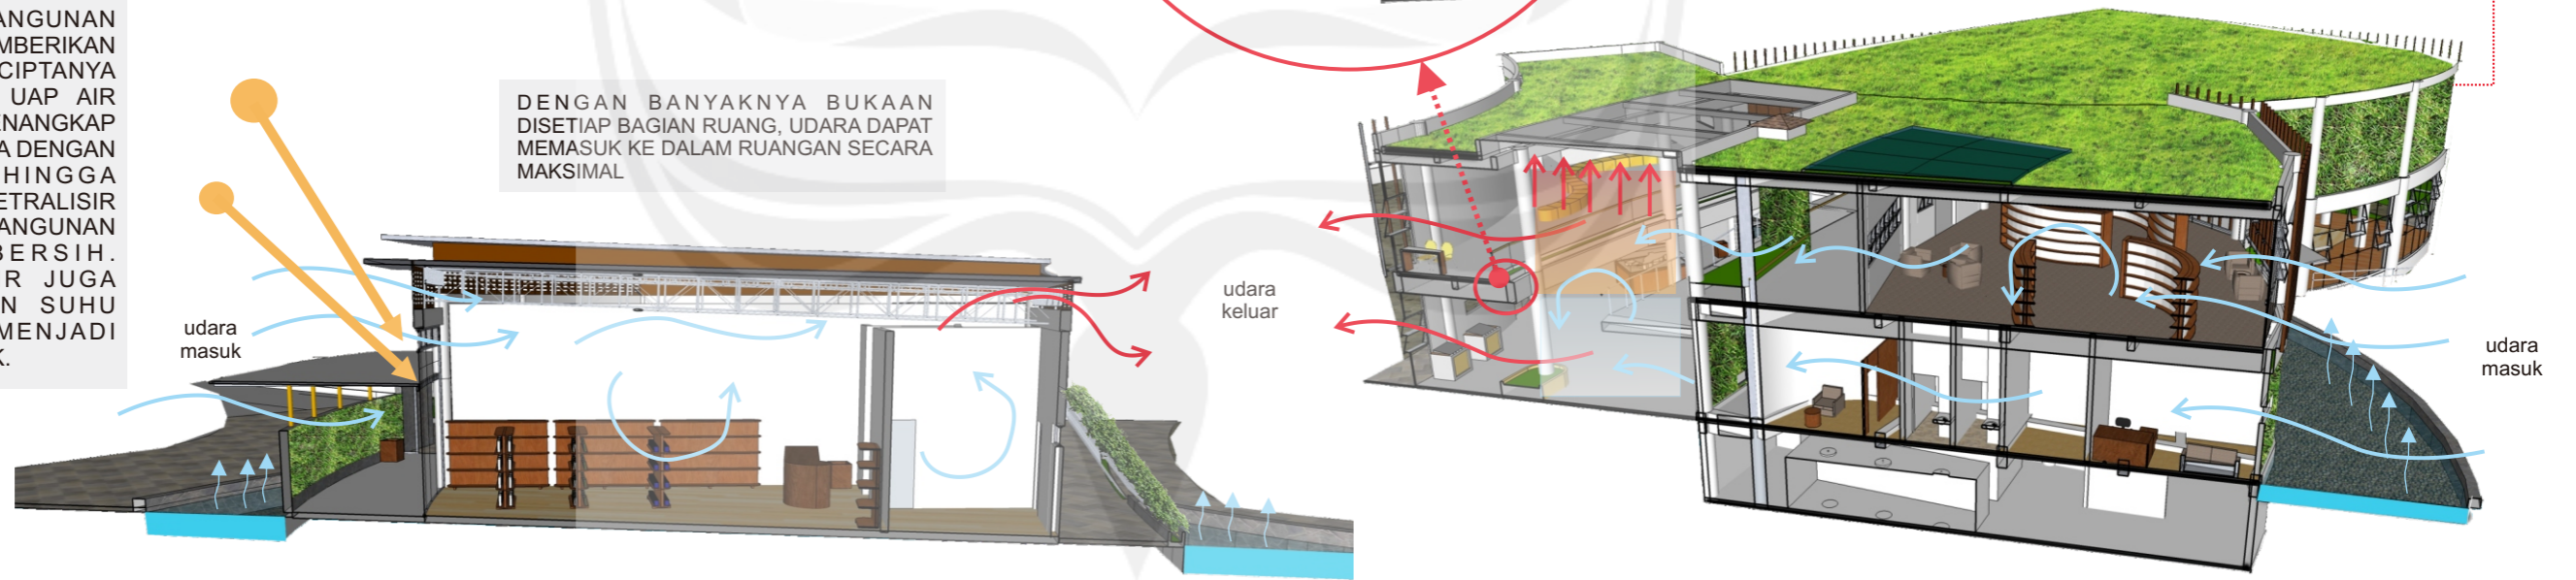 ANGUNAN
MBERIKAN
CIPTANYA
UAP AIR
ENANGKAP
A DENGAN
HINGGA
ETRALISIR
ANGUNAN
BERSIH.
R JUGA
N SUHU
MENJADI
K.
DENGAN BANYAKNYA BUKAAN
DISETIAP BAGIAN RUANG, UDARA DAPAT
MEMASUK KE DALAM RUANGAN SECARA
MAKSIMAL
udara
masuk
udara
keluar
udara
masuk